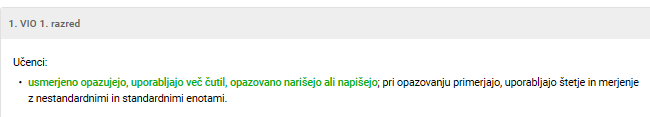 1. VIO 1. razred
Učenci:
• usmerjeno opazujejo, uporabljajo več čutil, opazovano narišejo ali napišejo; pri opazovanju primerjajo, uporabljajo štetje in merjenje
z nestandardnimi in standardnimi enotami.